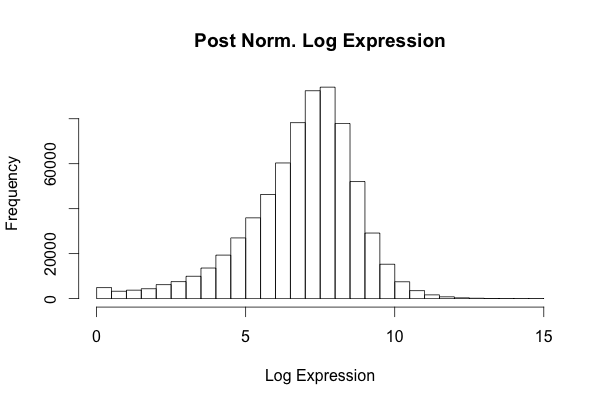 Post Norm. Log Expression
Frequency
60000
20000
0
0 5 10 15
Log Expression